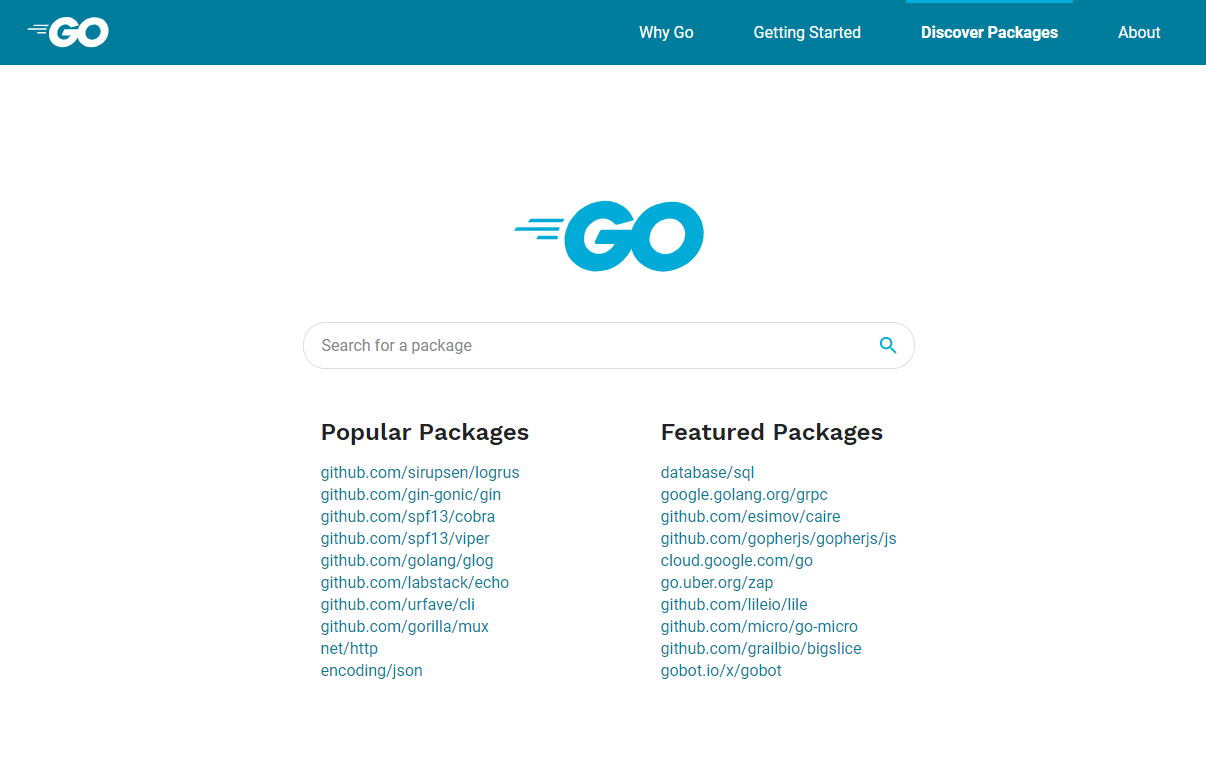 GO
Why Go Getting Started Discover Packages About
GO
Search for a package
Popular Packages
github.com/sirupsen/logrus
github.com/gin-gonic/gin
github.com/spf13/cobra
github.com/spf13/viper
github.com/golang/glog
github.com/labstack/echo
github.com/urfave/cli
github.com/gorilla/mux
net/http
encoding/json
Featured Packages
database/sql
google.golang.org/grpc
github.com/esimov/caire
github.com/gopherjs/gopherjs/js
cloud.google.com/go
go.uber.org/zap
github.com/lileio/lile
github.com/micro/go-micro
github.com/grailbio/bigslice
gobot.io/x/gobot